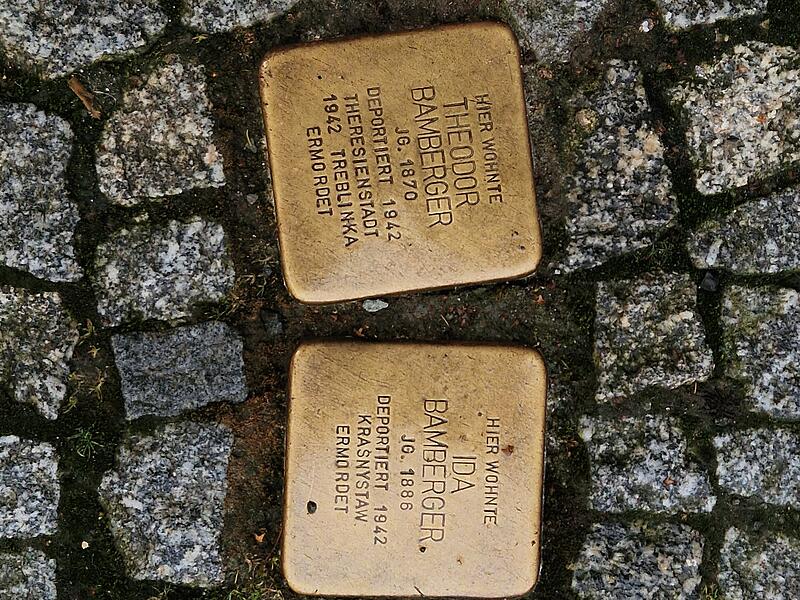 HIER WOHNTE
THEODOR
BAMBERGER
JG. 1870
DEPORTIERT 1942
THERESIENSTADT
1942 TREBLINKA
ERMORDET
HIER WOHNTE
IDA
BAMBERGER
JG. 1886
DEPORTIERT 1942
KRASNYSTAW
ERMORDET